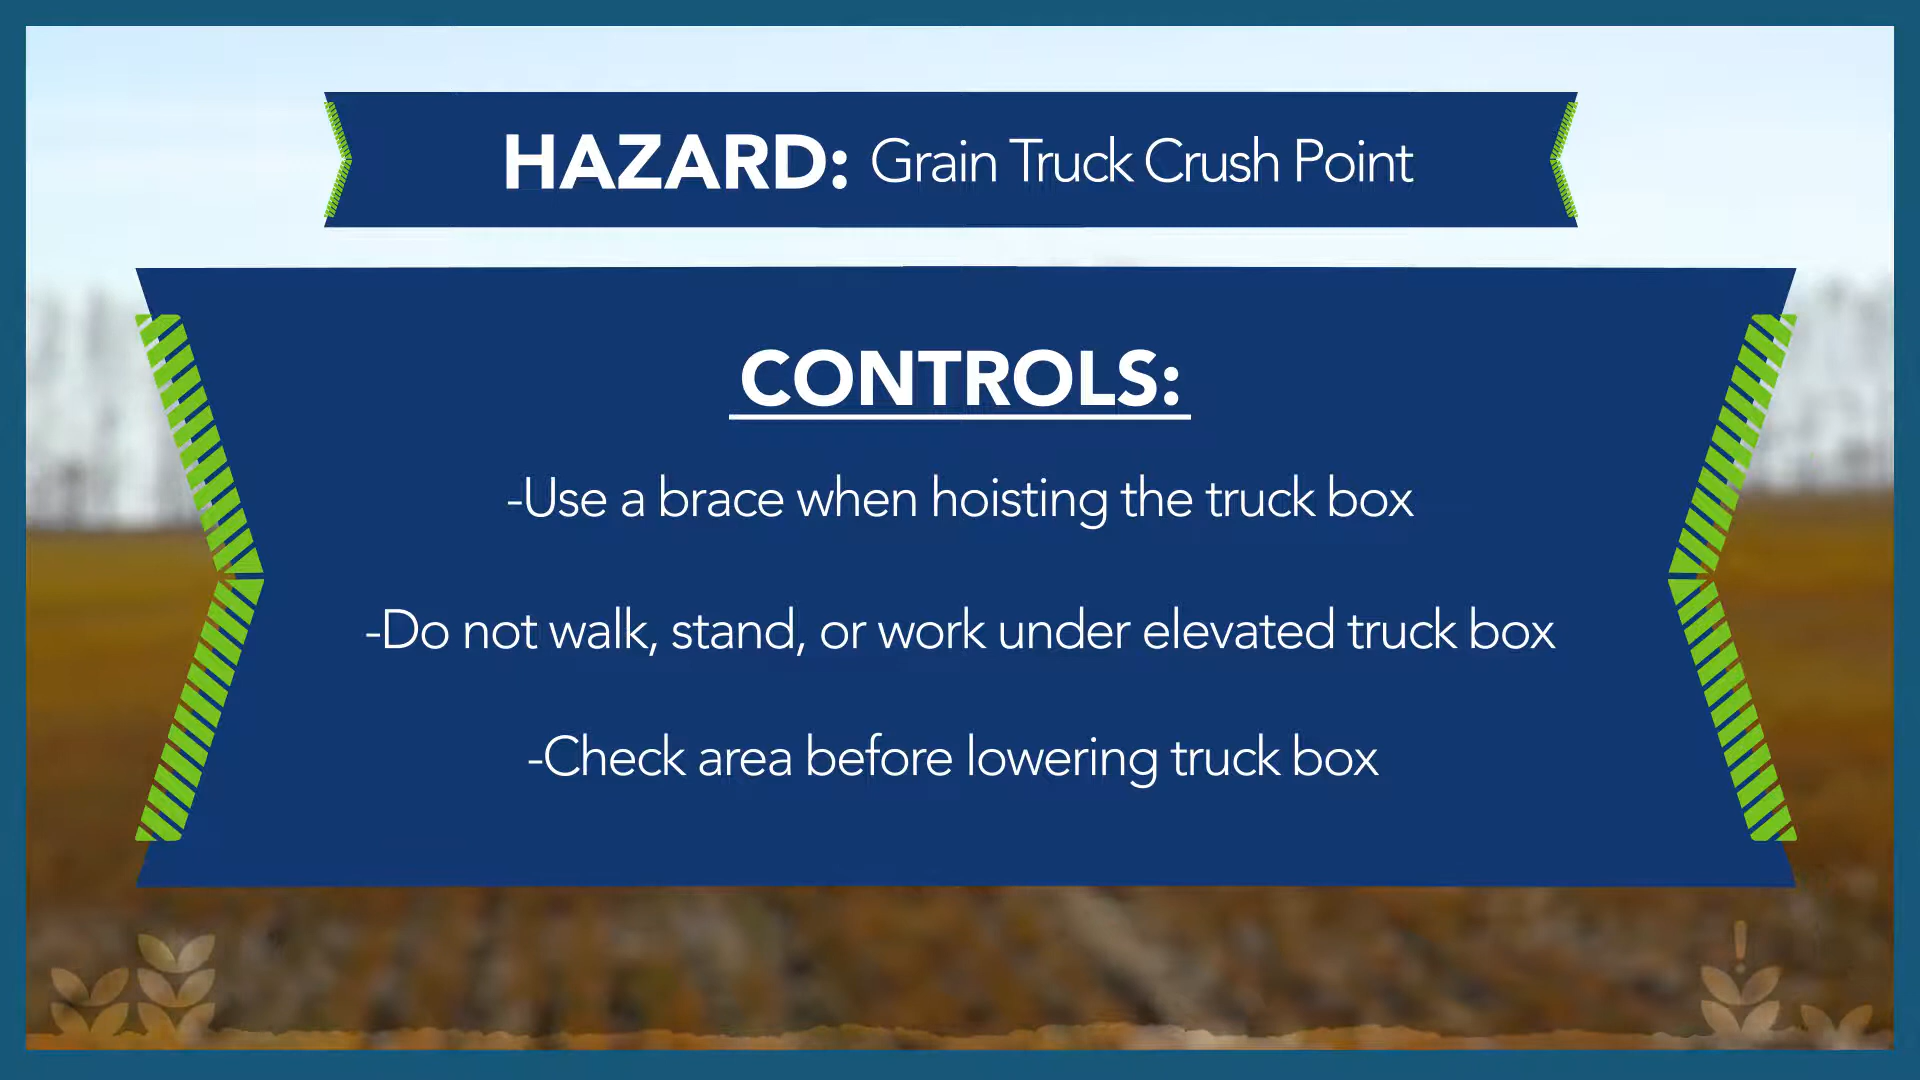 HAZARD: Grain Truck Crush Point
CONTROLS:
-Use a brace when hoisting the truck box
-Do not walk, stand, or work under elevated truck box
-Check area before lowering truck box